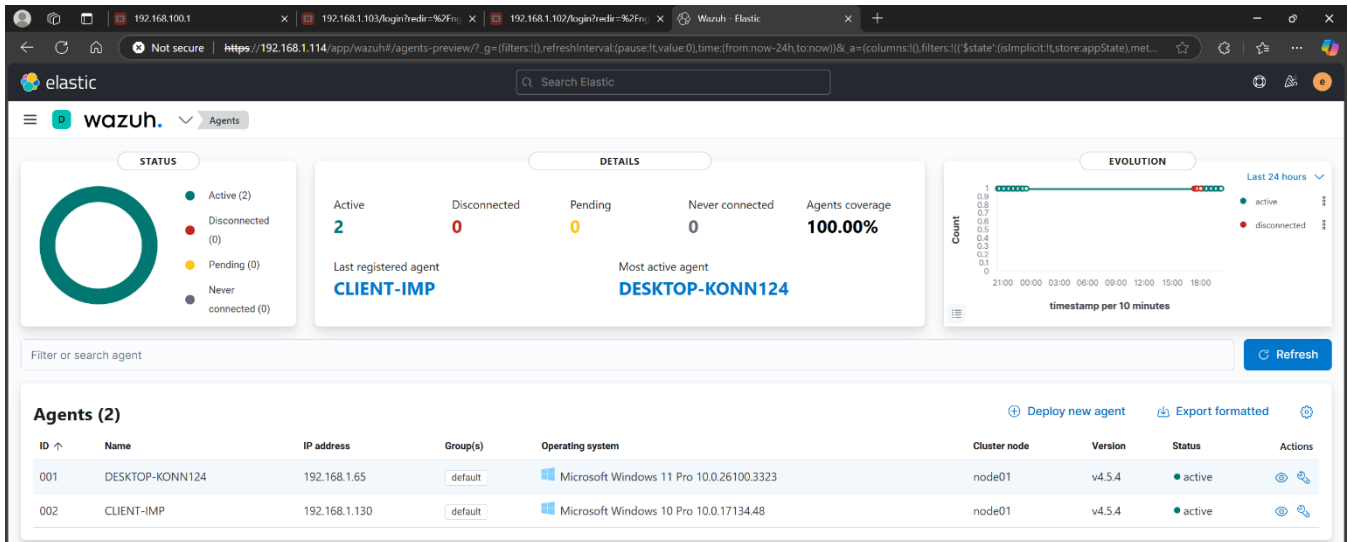 192.168.100.1
192.168.1.103/login?redir=%2Fng
192.168.1.102/login?redir=%2Fng
Wazuh - Elastic
Not secure
https://192.168.1.114/app/wazuh#/agents-preview/?_g=(filters:!(),refreshInterval:(pause:!t,value:0),time:(from:now-24h,to:now))&_a=(columns:!(),filters:!(('$state':(isImplicit:!t,store:appState),met...
elastic
Search Elastic
e
D
wazuh.
Agents
STATUS
Active (2)
Disconnected
(0)
Pending (0)
Never
connected (0)
DETAILS
Active
Disconnected
Pending
Never connected
Agents coverage
2
0
0
0
100.00%
Last registered agent
Most active agent
CLIENT-IMP
DESKTOP-KONN124
EVOLUTION
Last 24 hours
active
disconnected
Count
1
0.9
0.8
0.7
0.6
0.5
0.4
0.3
0.2
0.1
0
21:00 00:00 03:00 06:00 09:00 12:00 15:00 18:00
timestamp per 10 minutes
Filter or search agent
Refresh
Agents (2)
Deploy new agent
Export formatted
ID Name IP address Group(s) Operating system Cluster node Version Status Actions
001 DESKTOP-KONN124 192.168.1.65 default Microsoft Windows 11 Pro 10.0.26100.3323 node01 v4.5.4 active
002 CLIENT-IMP 192.168.1.130 default Microsoft Windows 10 Pro 10.0.17134.48 node01 v4.5.4 active